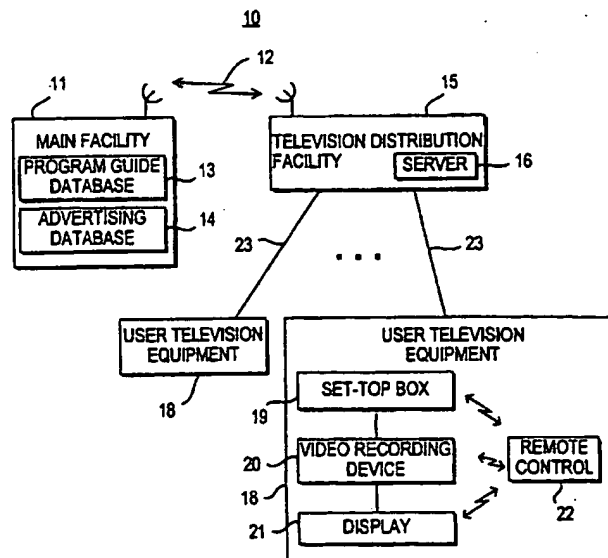 10
12
11
15
MAIN FACILITY
PROGRAM GUIDE
DATABASE
13
ADVERTISING
DATABASE
14
TELEVISION DISTRIBUTION
FACILITY
SERVER
16
23
23
USER TELEVISION
EQUIPMENT
18
USER TELEVISION
EQUIPMENT
SET-TOP BOX
19
VIDEO RECORDING
DEVICE
20
REMOTE
CONTROL
22
18
DISPLAY
21